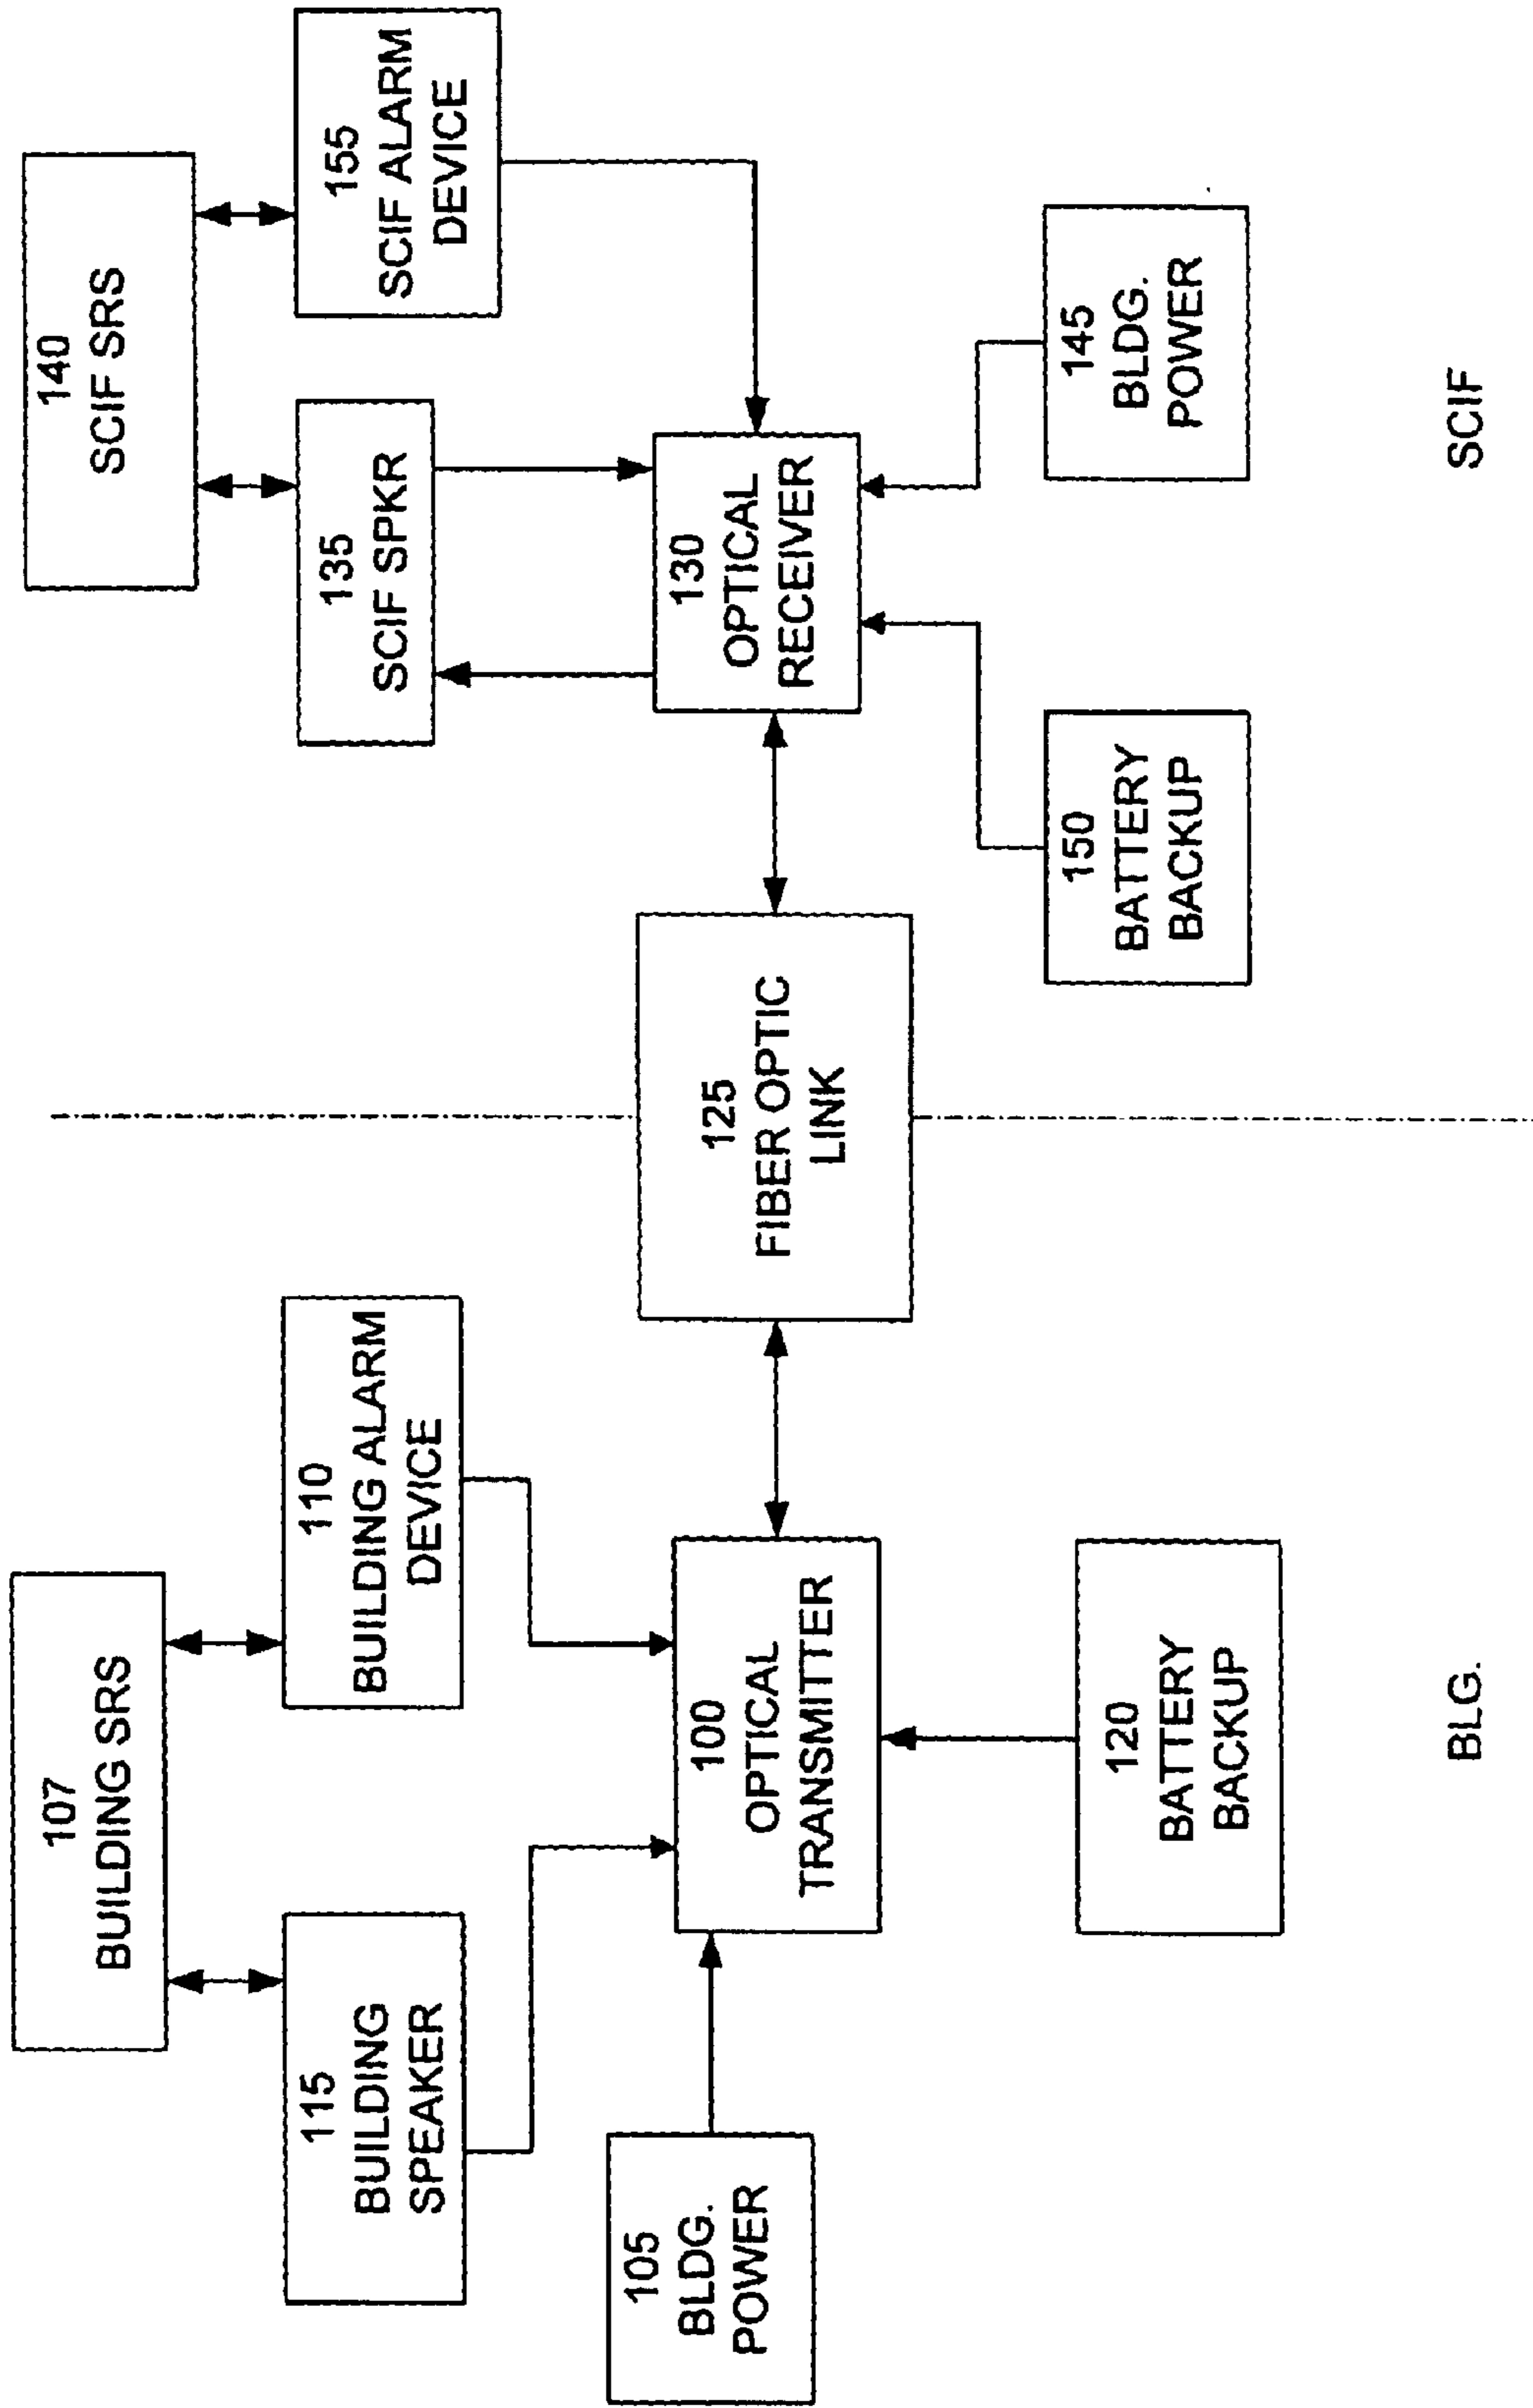 107
BUILDING SRS
115
BUILDING
SPEAKER
110
BUILDING ALARM
DEVICE
105
BLDG.
POWER
100
OPTICAL
TRANSMITTER
120
BATTERY
BACKUP
BLG.
125
FIBER OPTIC
LINK
140
SCIF SRS
135
SCIF SPKR
155
SCIF ALARM
DEVICE
130
OPTICAL
RECEIVER
150
BATTERY
BACKUP
145
BLDG.
POWER
SCIF